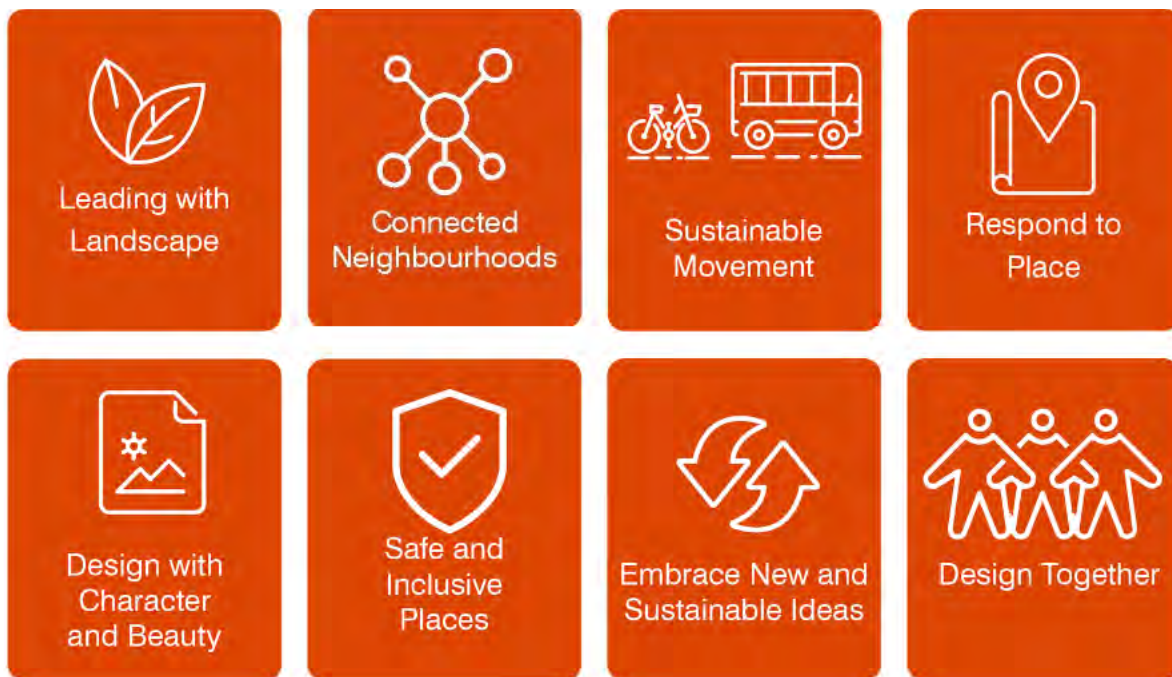 Leading with
Landscape
Connected
Neighbourhoods
Sustainable
Movement
Respond to
Place
Design with
Character
and Beauty
Safe and
Inclusive
Places
Embrace New and
Sustainable Ideas
Design Together